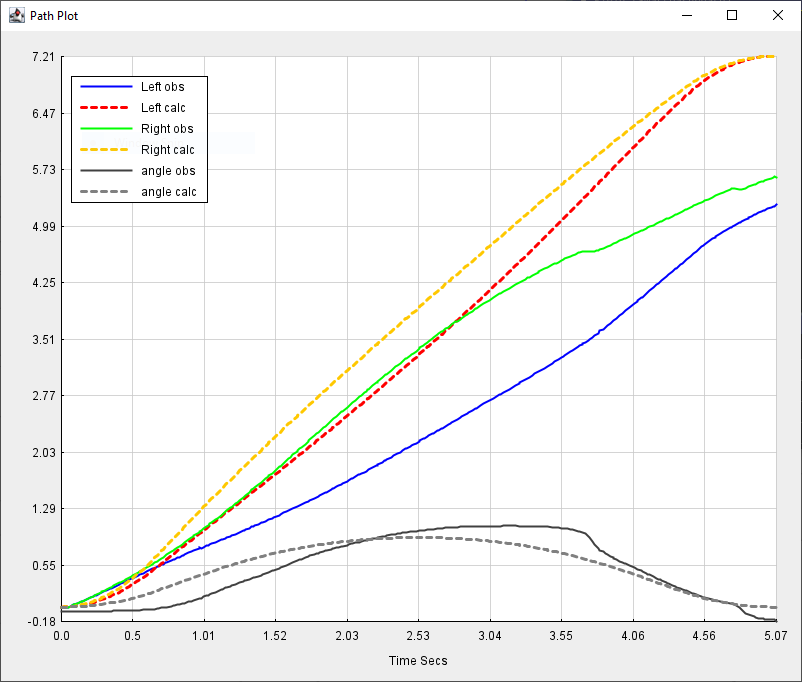 Path Plot
7.21
6.47
5.73
4.99
4.25
3.51
2.77
2.03
1.29
0.55
-0.18
Left obs
Left calc
Right obs
Right calc
angle obs
angle calc
0.0 0.5 1.01 1.52 2.03 2.53 3.04 3.55 4.06 4.56 5.07
Time Secs